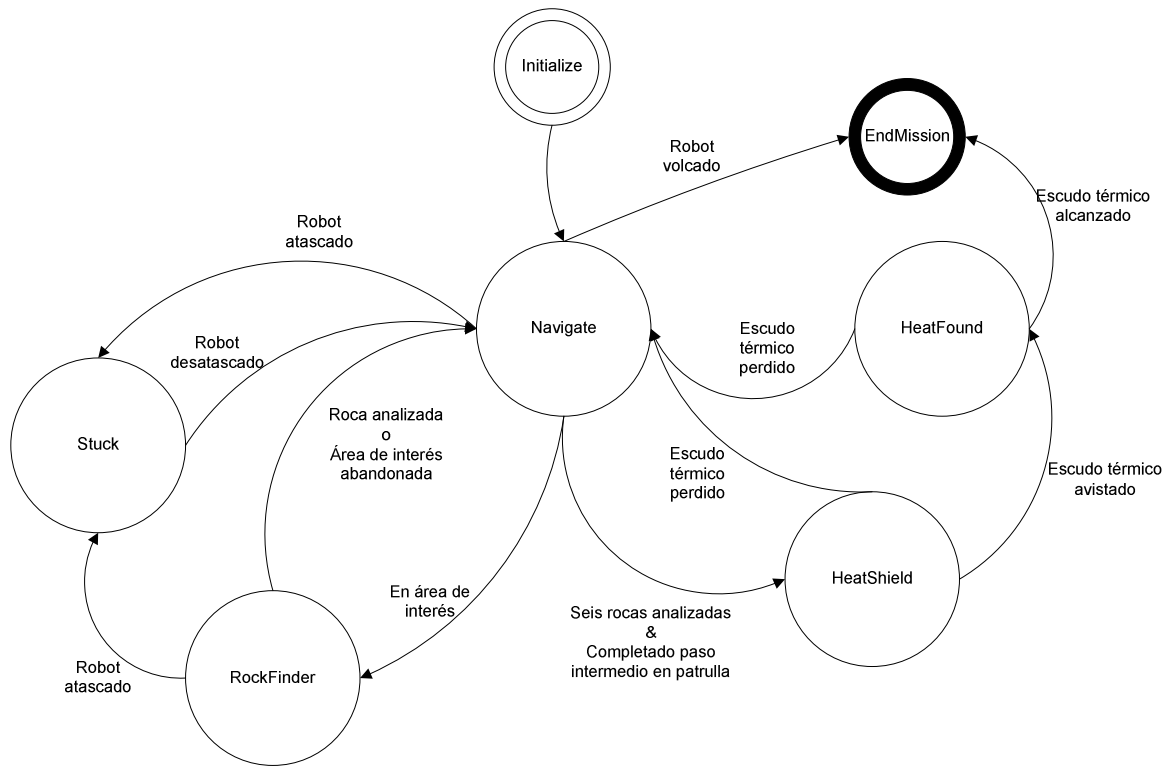 Initialize
EndMission
Robot
volcado
Escudo térmico
alcanzado
Robot
atascado
Navigate
HeatFound
Robot
desatascado
Escudo
térmico
perdido
Roca analizada
o
Área de interés
abandonada
Stuck
Escudo
térmico
perdido
Escudo térmico
avistado
HeatShield
En área de
interés
Seis rocas analizadas
&
Completado paso
intermedio en patrulla
Robot
atascado
RockFinder